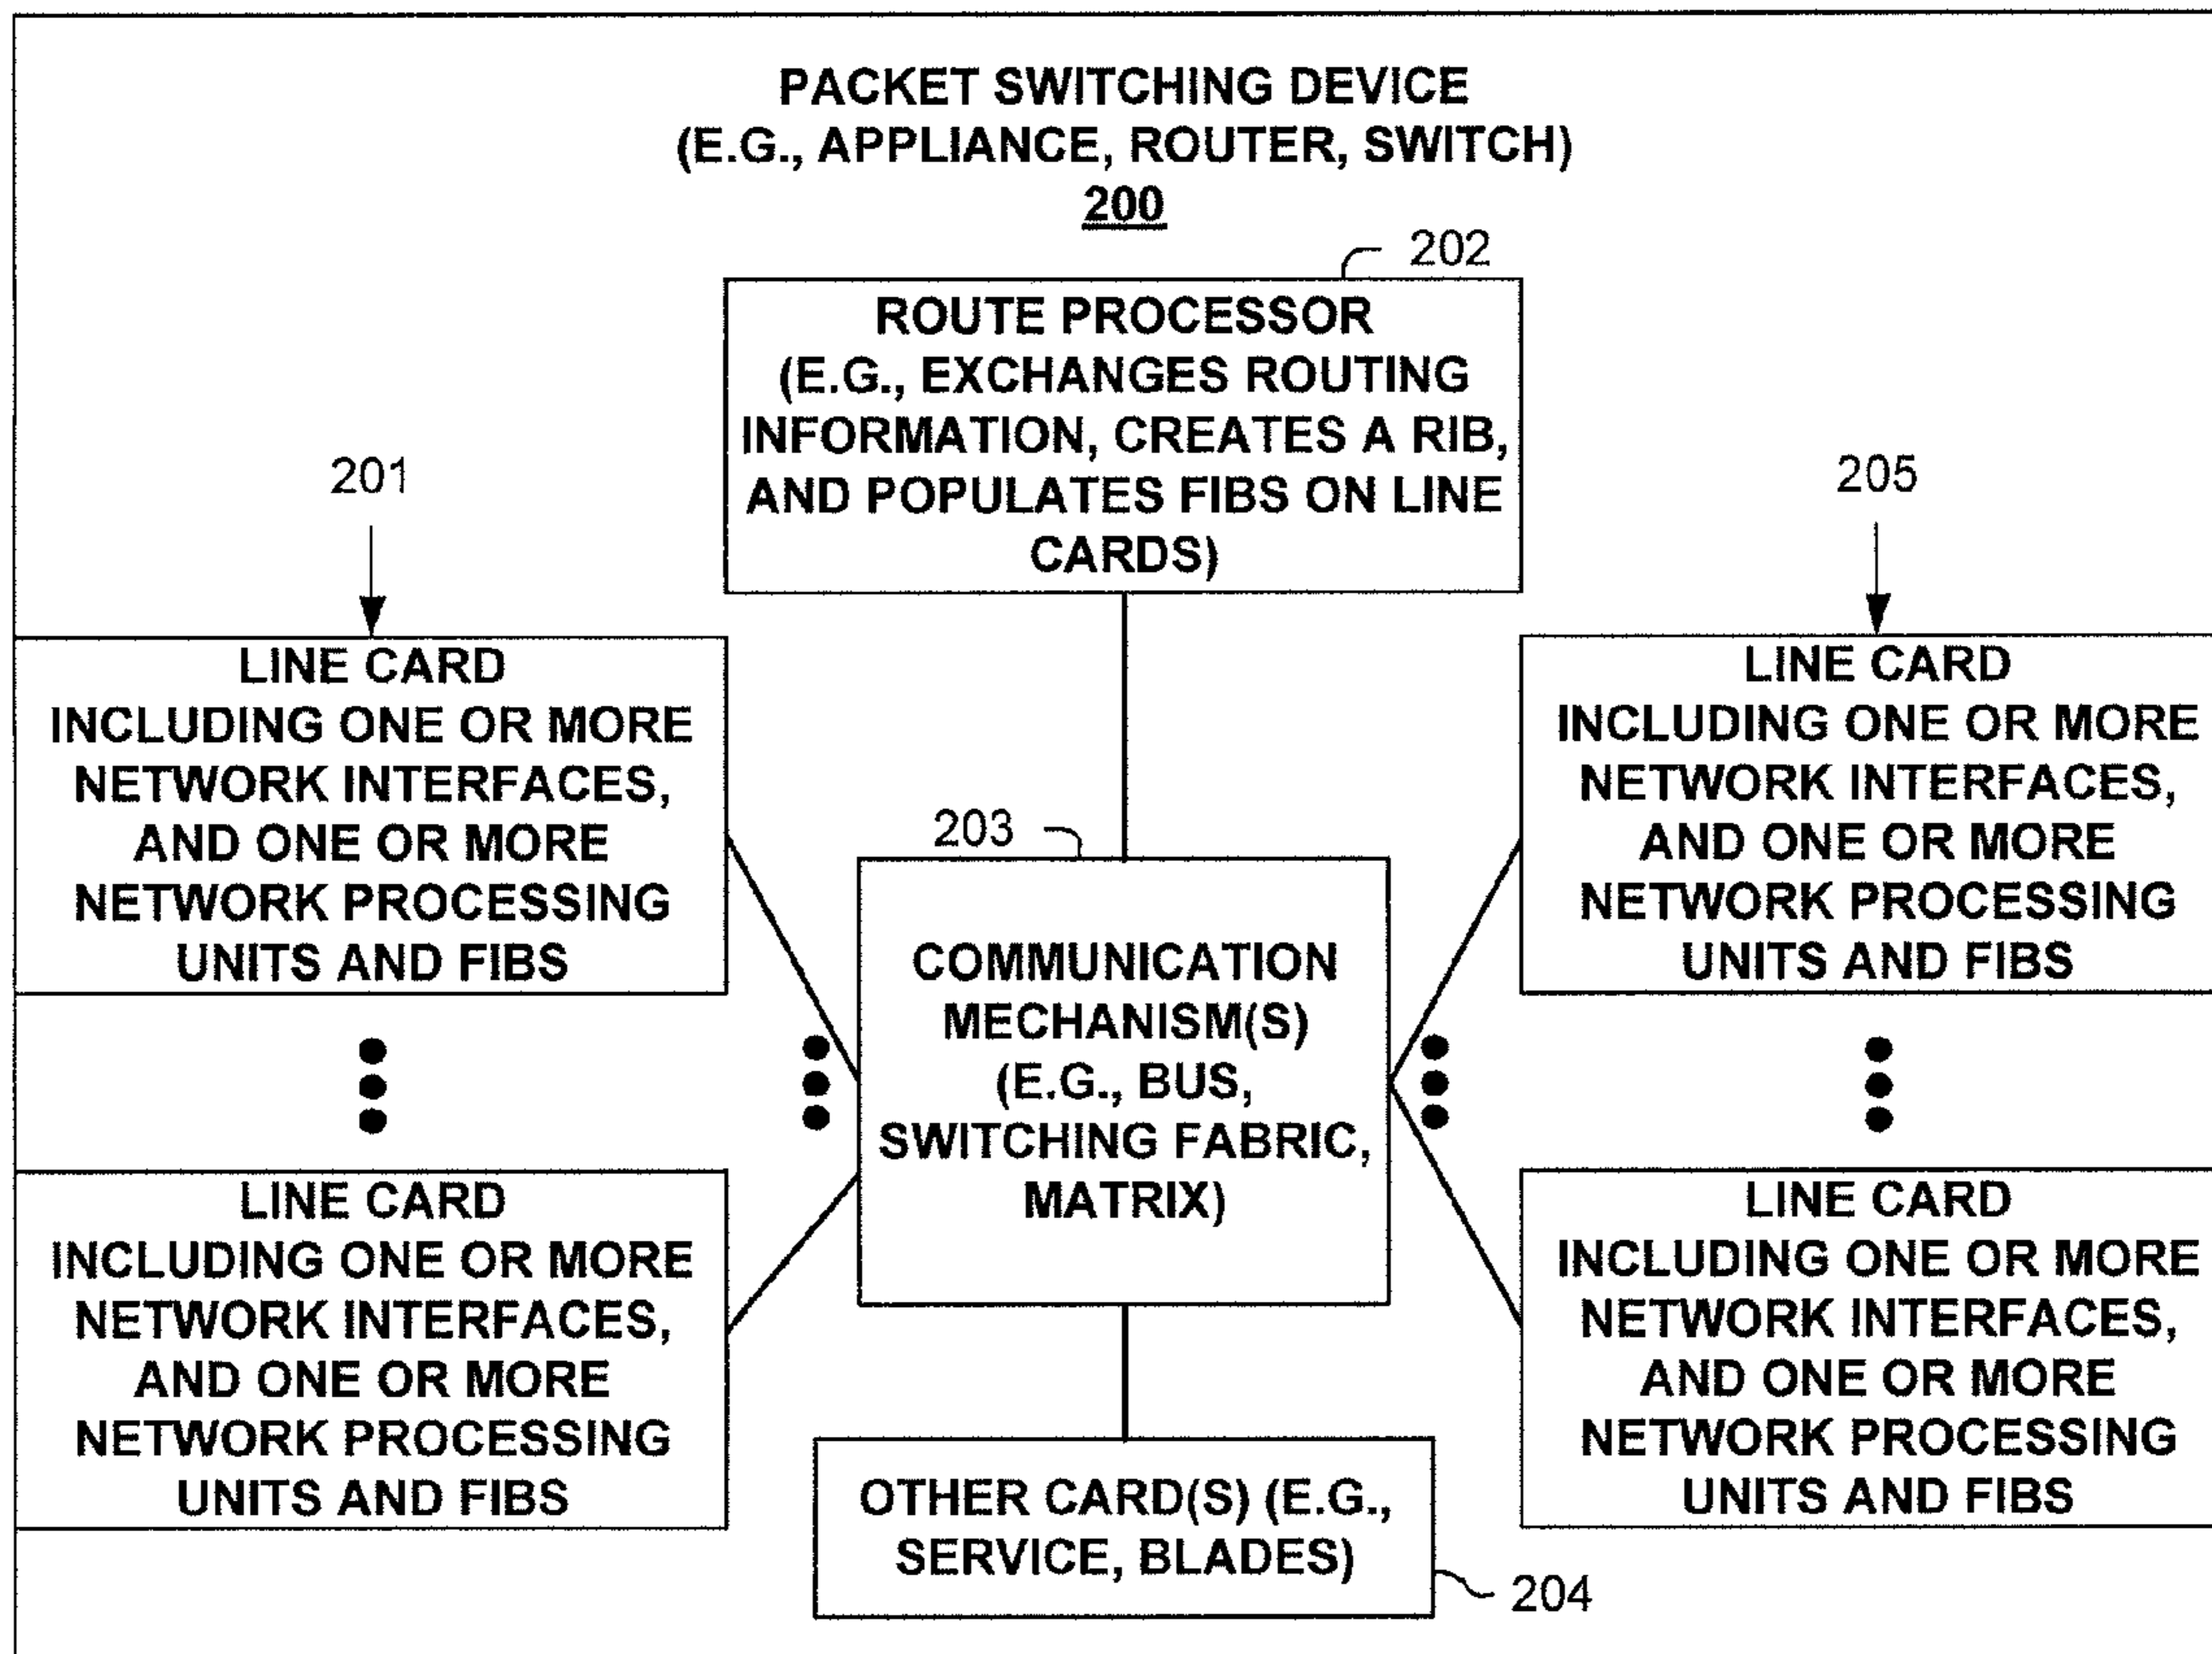 PACKET SWITCHING DEVICE
(E.G., APPLIANCE, ROUTER, SWITCH)
200
202
ROUTE PROCESSOR
(E.G., EXCHANGES ROUTING
INFORMATION, CREATES A RIB,
AND POPULATES FIBS ON LINE
CARDS)
201
LINE CARD
INCLUDING ONE OR MORE
NETWORK INTERFACES,
AND ONE OR MORE
NETWORK PROCESSING
UNITS AND FIBS
LINE CARD
INCLUDING ONE OR MORE
NETWORK INTERFACES,
AND ONE OR MORE
NETWORK PROCESSING
UNITS AND FIBS
203
COMMUNICATION
MECHANISM(S)
(E.G., BUS,
SWITCHING FABRIC,
MATRIX)
OTHER CARD(S) (E.G.,
SERVICE, BLADES)
204
205
LINE CARD
INCLUDING ONE OR MORE
NETWORK INTERFACES,
AND ONE OR MORE
NETWORK PROCESSING
UNITS AND FIBS
LINE CARD
INCLUDING ONE OR MORE
NETWORK INTERFACES,
AND ONE OR MORE
NETWORK PROCESSING
UNITS AND FIBS